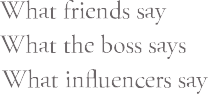 What friends say
What the boss says
What influencers say